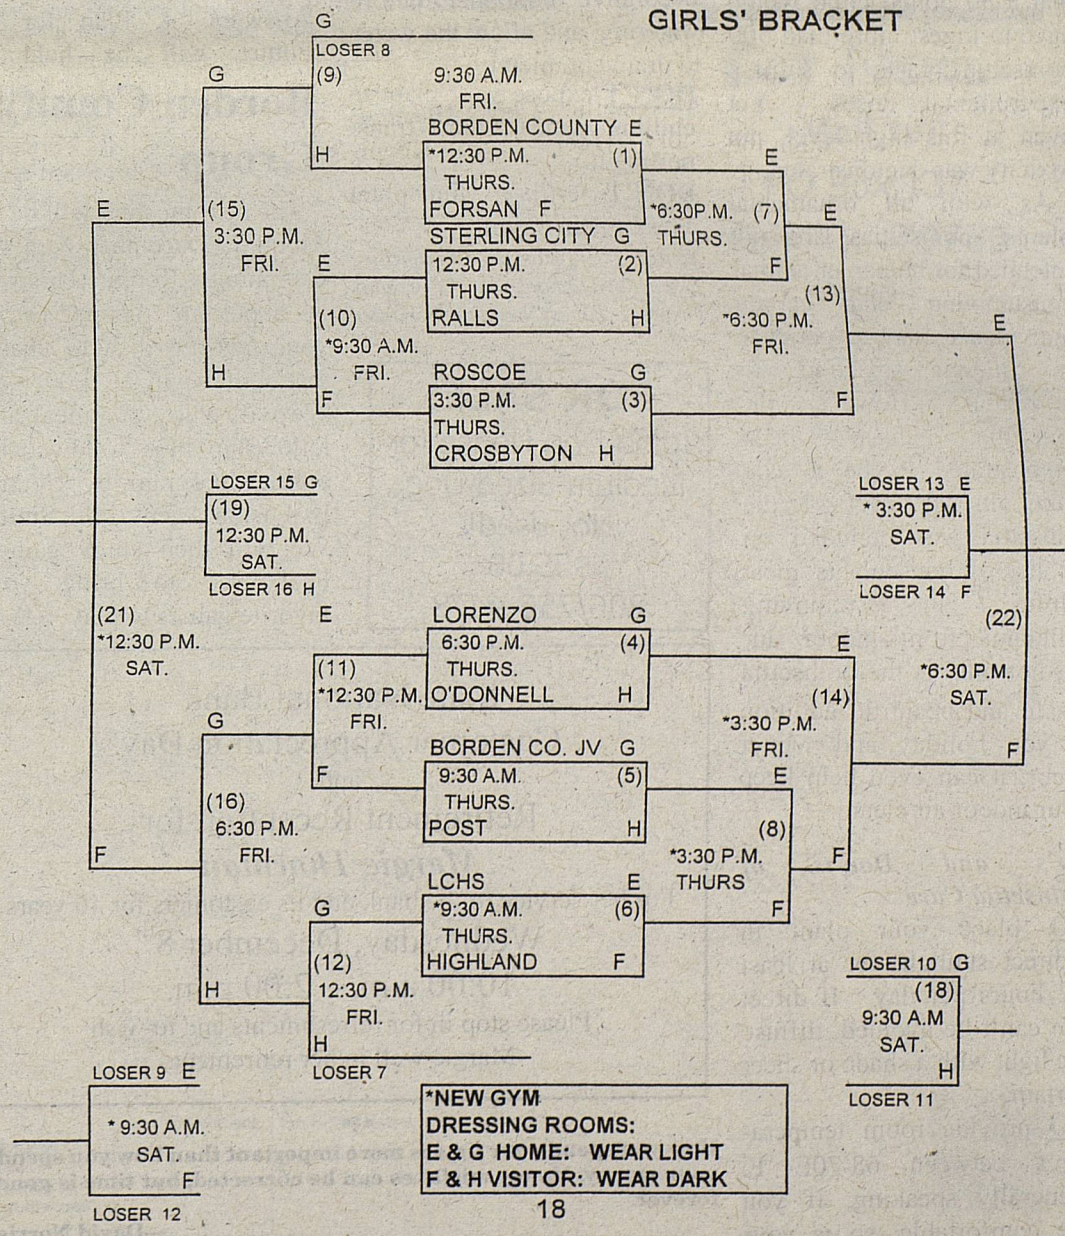 GIRLS' BRACKET
G
LOSER 8
(9)
9:30 A.M.
FRI.
H
G
BORDEN COUNTY E
*12:30 P.M. (1)
THURS.
FORSAN F
STERLING CITY G
12:30 P.M. (2)
THURS.
RALLS H
ROSCOE G
3:30 P.M. (3)
THURS.
CROSBYTON H
E
*6:30P.M. (7)
THURS.
F
E
(13)
*6:30 P.M.
FRI.
F
E
E
(15)
3:30 P.M.
FRI.
H
E
(10)
*9:30 A.M.
FRI.
F
LOSER 15 G
(19)
12:30 P.M.
SAT.
LOSER 16 H
LOSER 13 E
* 3:30 P.M.
SAT.
LOSER 14 F
(21)
*12:30 P.M.
SAT.
F
(22)
*6:30 P.M.
SAT.
F
E
(11)
*12:30 P.M.
FRI.
F
LORENZO G
6:30 P.M. (4)
THURS.
O'DONNELL H
BORDEN CO. JV G
9:30 A.M. (5)
THURS.
POST H
LCHS E
*9:30 A.M. (6)
THURS.
HIGHLAND F
E
(14)
*3:30 P.M.
FRI.
F
E
(8)
*3:30 P.M.
THURS
F
G
(16)
6:30 P.M.
FRI.
H
G
(12)
12:30 P.M.
FRI.
H
LOSER 7
LOSER 10 G
(18)
9:30 A.M
SAT.
H
LOSER 11
LOSER 9 E
* 9:30 A.M.
SAT.
F
LOSER 12
*NEW GYM
DRESSING ROOMS:
E & G HOME: WEAR LIGHT
F & H VISITOR: WEAR DARK
18